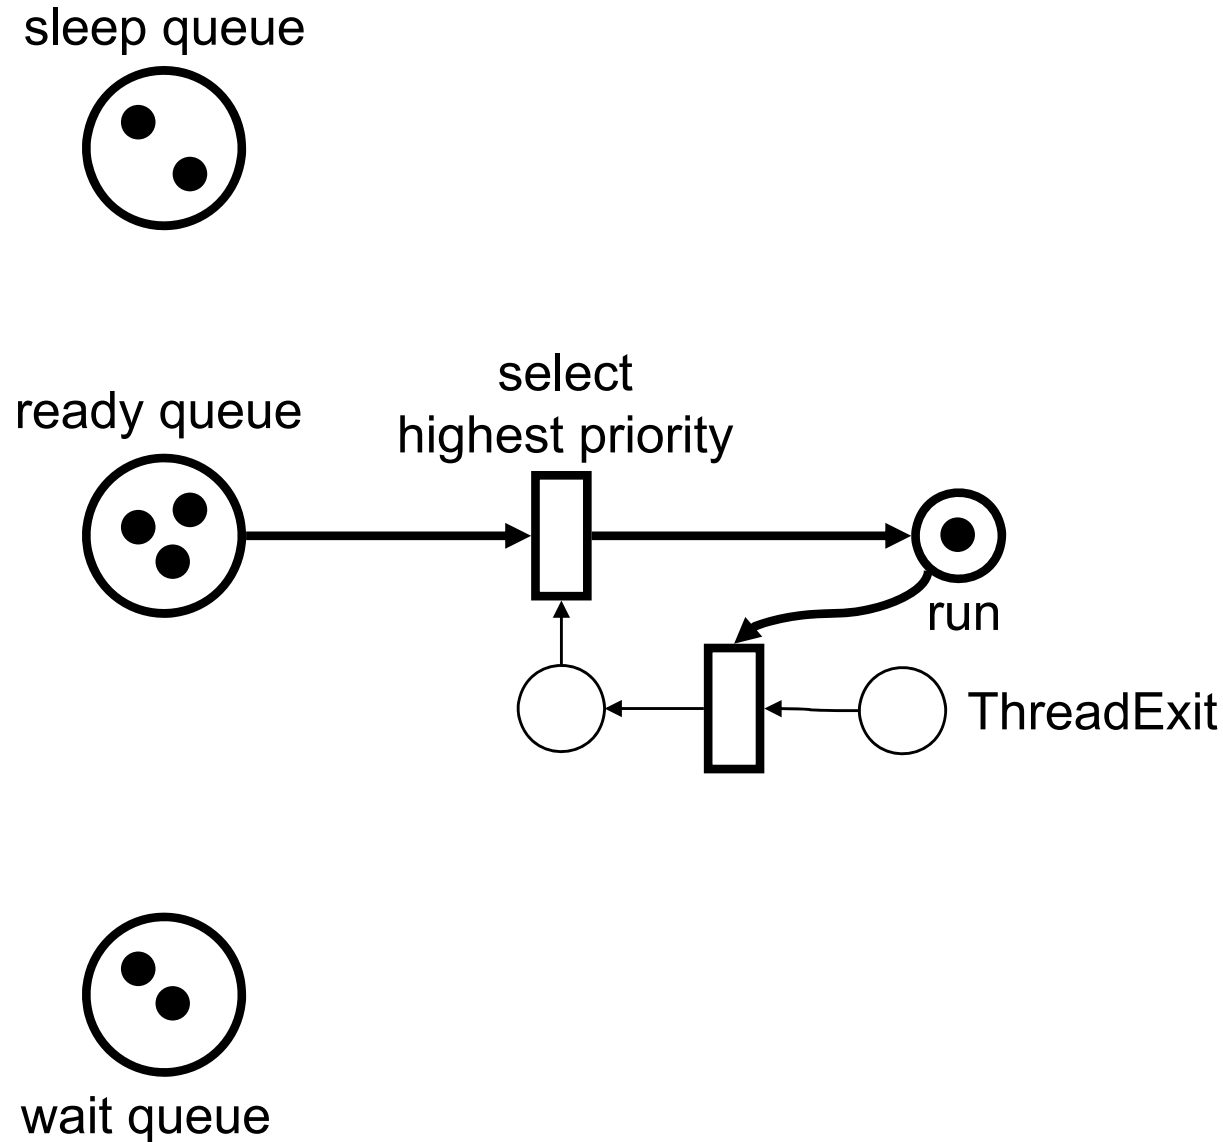 sleep queue
select
highest priority
ready queue
run
ThreadExit
wait queue